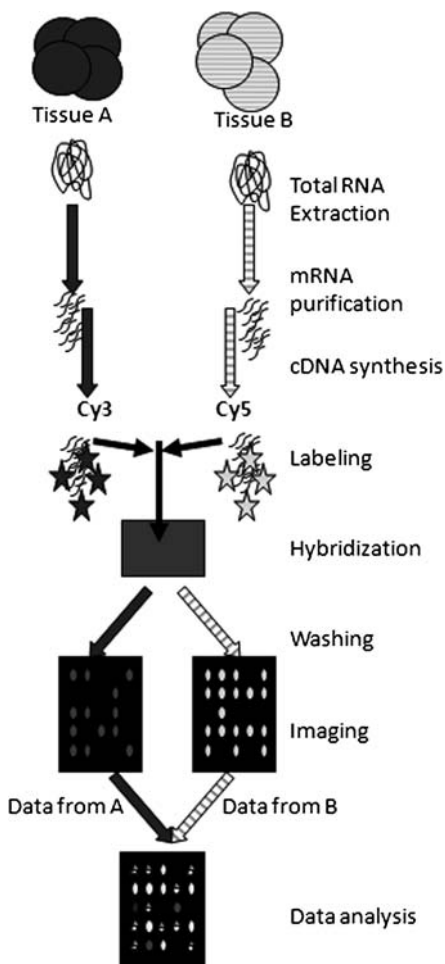 Tissue A
Tissue B
Total RNA
Extraction
mRNA
purification
cDNA synthesis
Cy3
Cy5
Labeling
Hybridization
Washing
Imaging
Data from A
Data from B
Data analysis